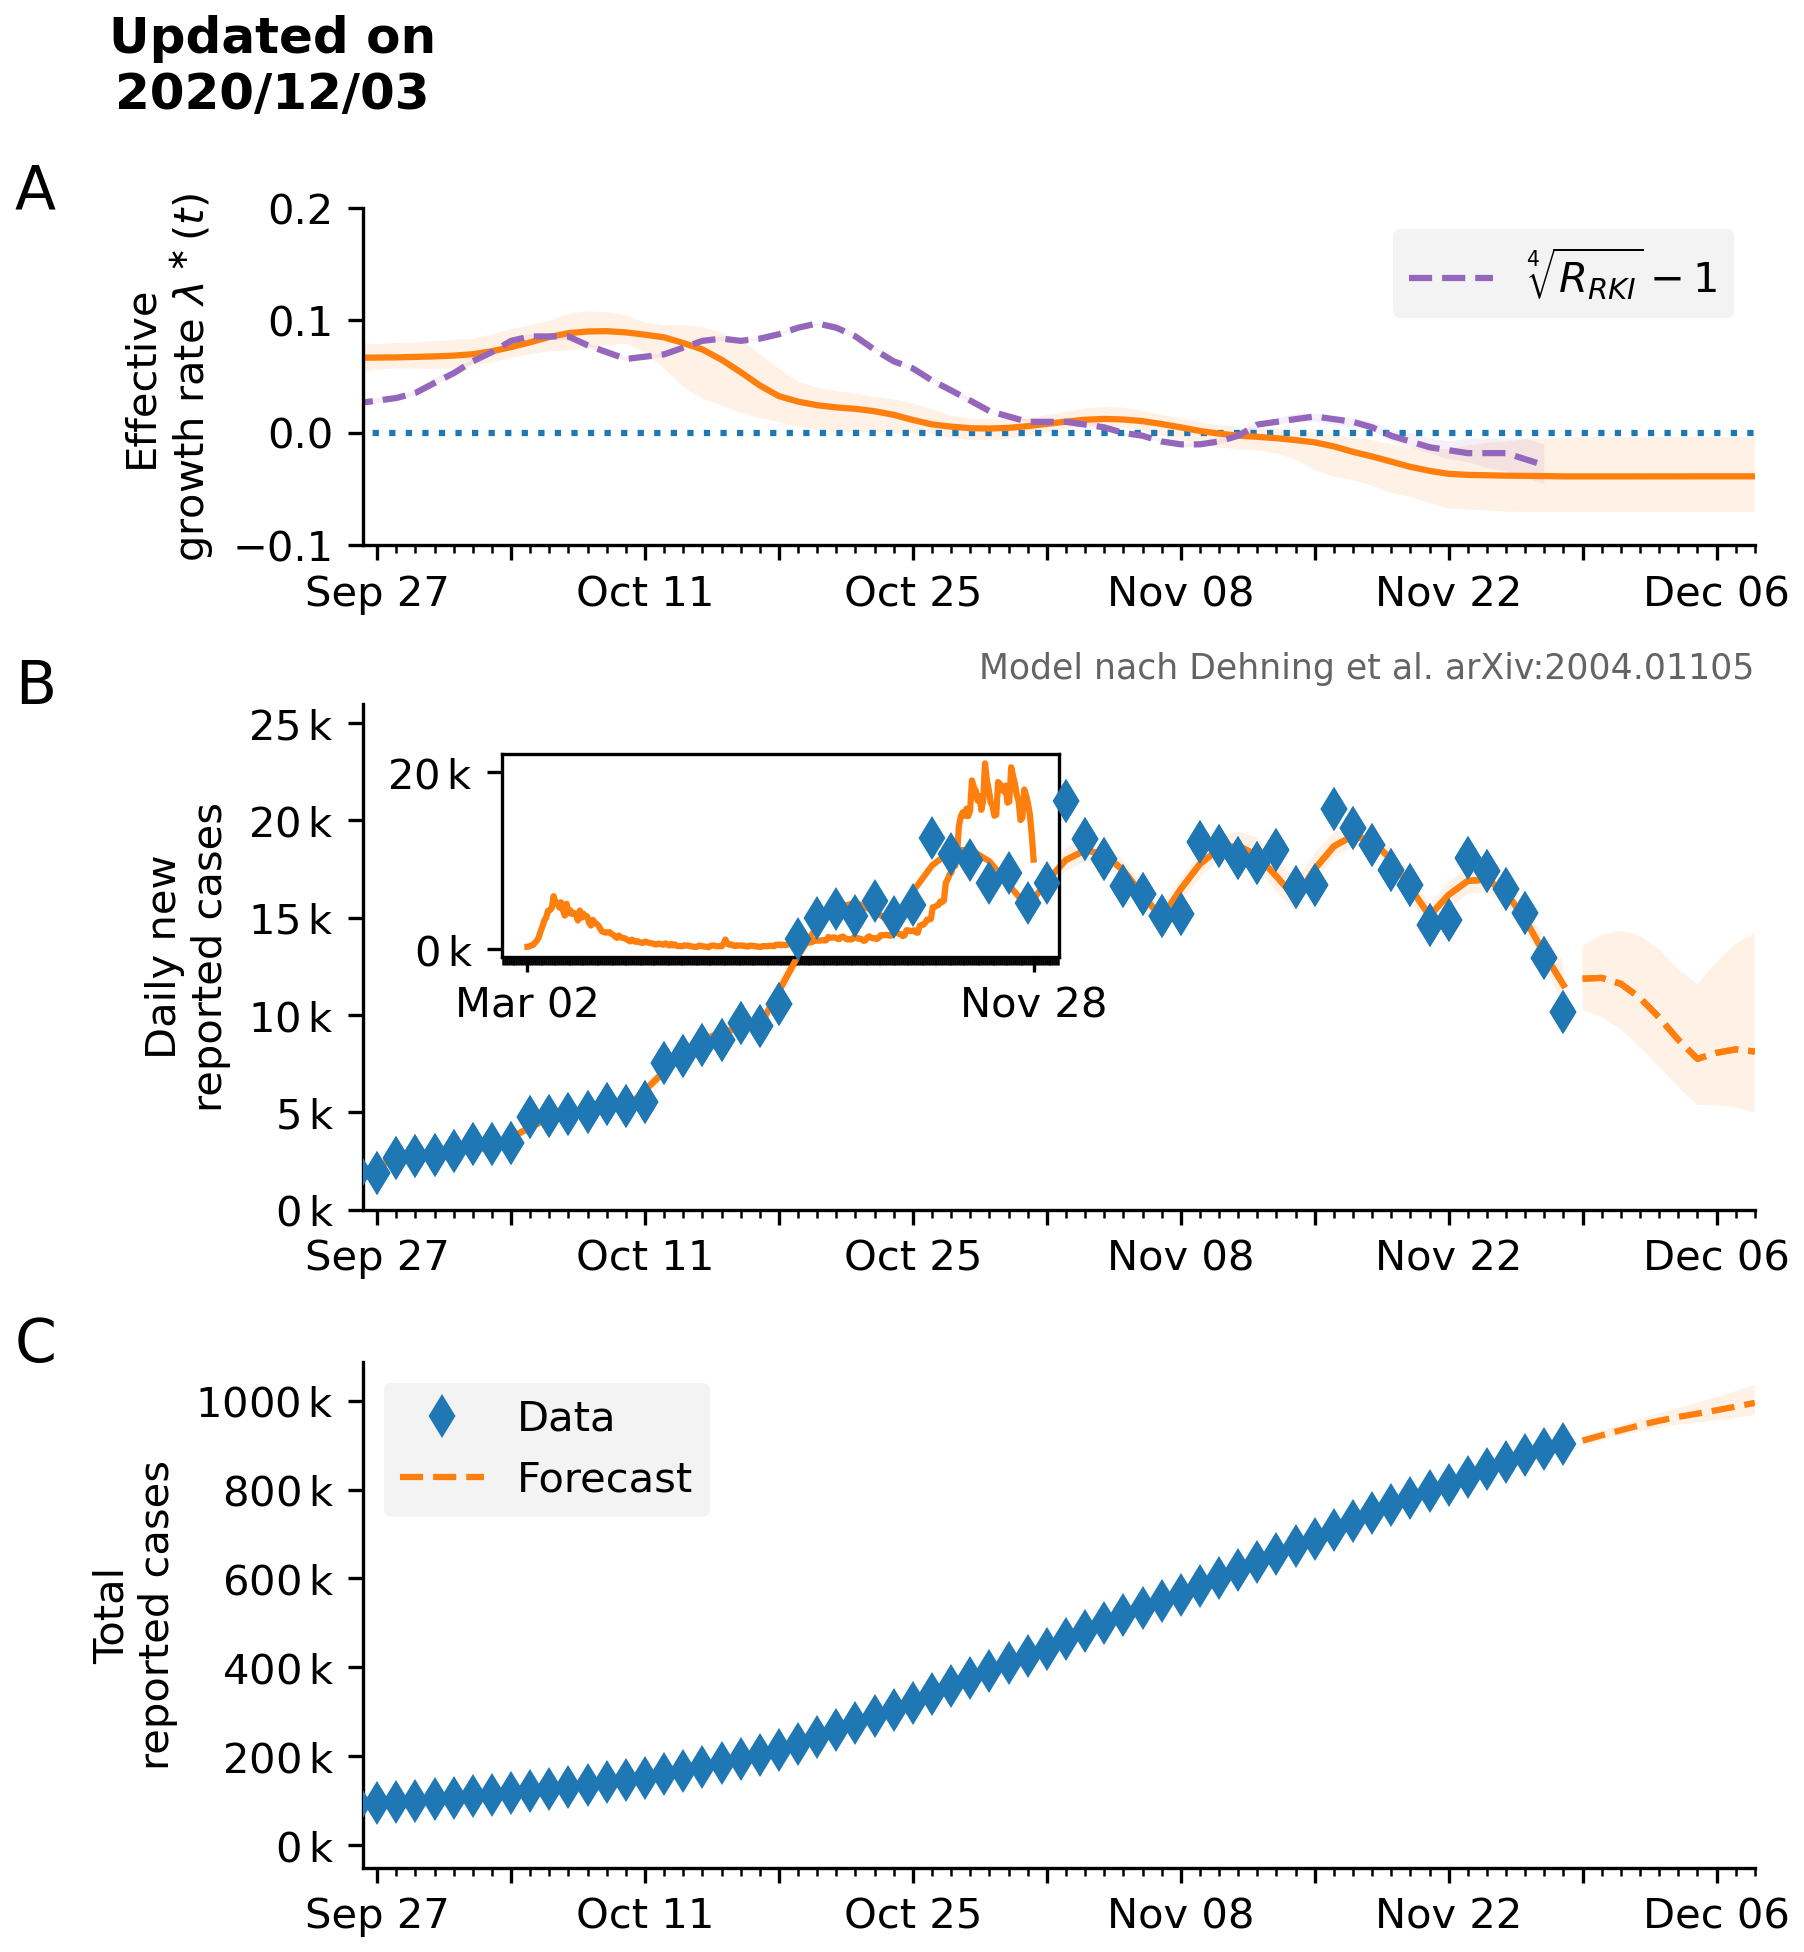 Updated on
2020/12/03
A
Effective
growth rate λ * (t)
0.2
0.1
0.0
−0.1
∜R_RKI − 1
Sep 27 Oct 11 Oct 25 Nov 08 Nov 22 Dec 06
Model nach Dehning et al. arXiv:2004.01105
B
Daily new
reported cases
25 k
20 k
15 k
10 k
5 k
0 k
20 k
0 k
Mar 02 Nov 28
Sep 27 Oct 11 Oct 25 Nov 08 Nov 22 Dec 06
C
Total
reported cases
1000 k
800 k
600 k
400 k
200 k
0 k
Data
Forecast
Sep 27 Oct 11 Oct 25 Nov 08 Nov 22 Dec 06